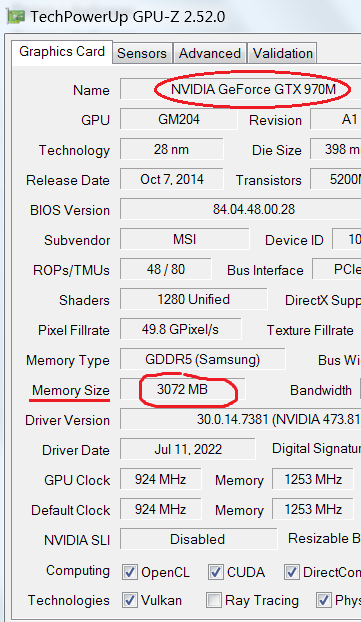 TechPowerUp GPU-Z 2.52.0
Graphics Card Sensors Advanced Validation
Name NVIDIA GeForce GTX 970M
GPU GM204 Revision A1
Technology 28 nm Die Size 398 m
Release Date Oct 7, 2014 Transistors 5200M
BIOS Version 84.04.48.00.28
Subvendor MSI Device ID 10
ROPs/TMUs 48 / 80 Bus Interface PCIe
Shaders 1280 Unified DirectX Supp
Pixel Fillrate 49.8 GPixel/s Texture Fillrate
Memory Type GDDR5 (Samsung) Bus Wi
Memory Size 3072 MB Bandwidth
Driver Version 30.0.14.7381 (NVIDIA 473.81
Driver Date Jul 11, 2022 Digital Signatu
GPU Clock 924 MHz Memory 1253 MHz
Default Clock 924 MHz Memory 1253 MHz
NVIDIA SLI Disabled Resizable B
Computing OpenCL CUDA DirectCom
Technologies Vulkan Ray Tracing Phys